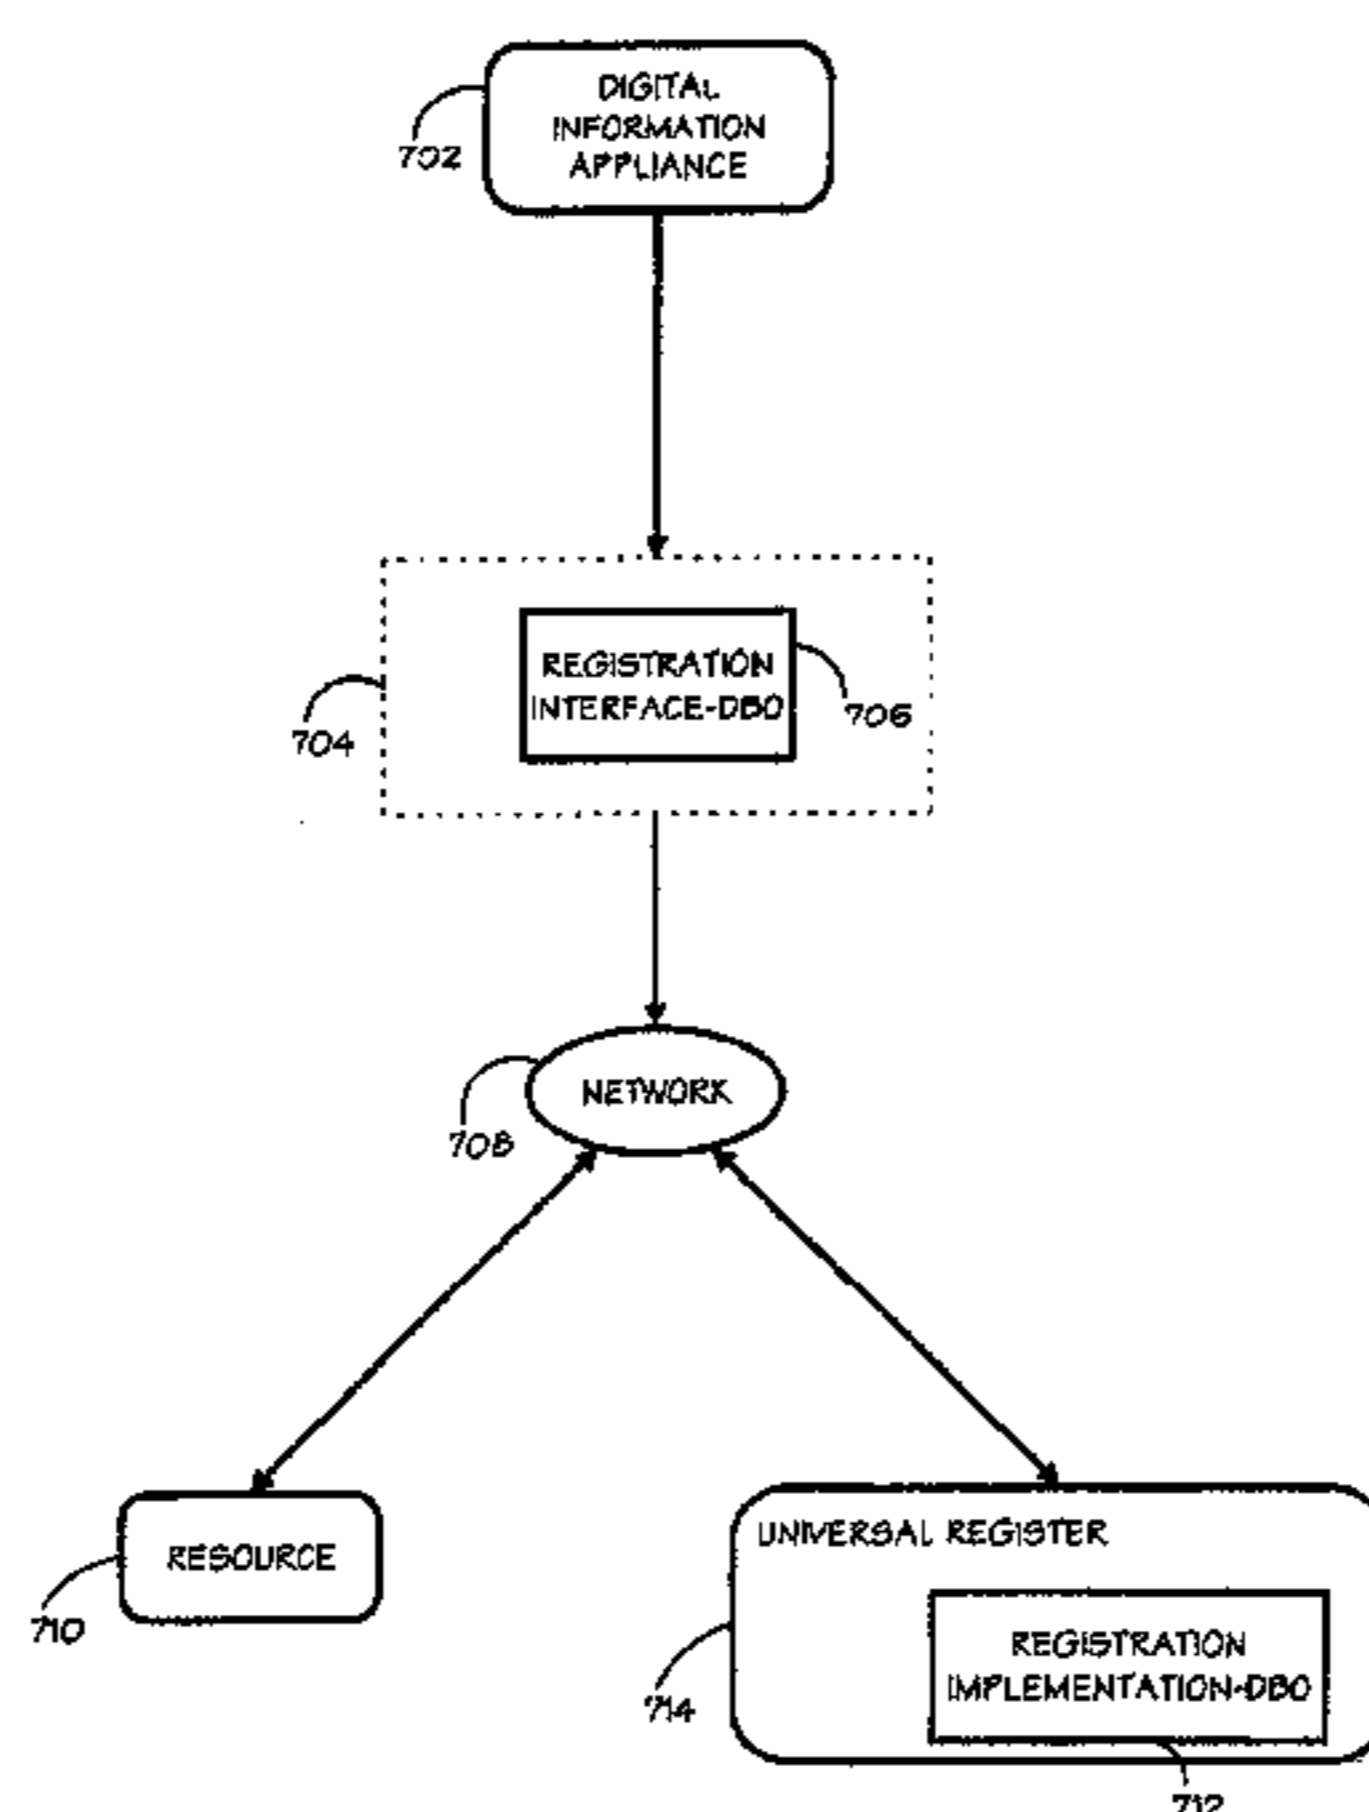 DIGITAL
INFORMATION
APPLIANCE
702
REGISTRATION
INTERFACE-DBO
706
704
NETWORK
708
RESOURCE
710
UNIVERSAL REGISTER
REGISTRATION
IMPLEMENTATION-DBO
714
712